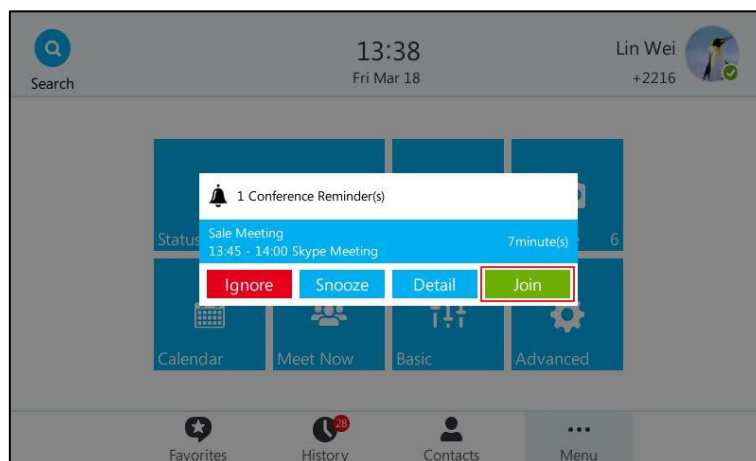 13:38
Lin Wei
Search
Fri Mar 18
+2216
1 Conference Reminder(s)
Status
6
Sale Meeting
7minute(s)
13:45 - 14:00 Skype Meeting
Ignore
Snooze
Detail
Join
Calendar
Meet Now
Basic
Advanced
28
Favorites
History
Contacts
Menu